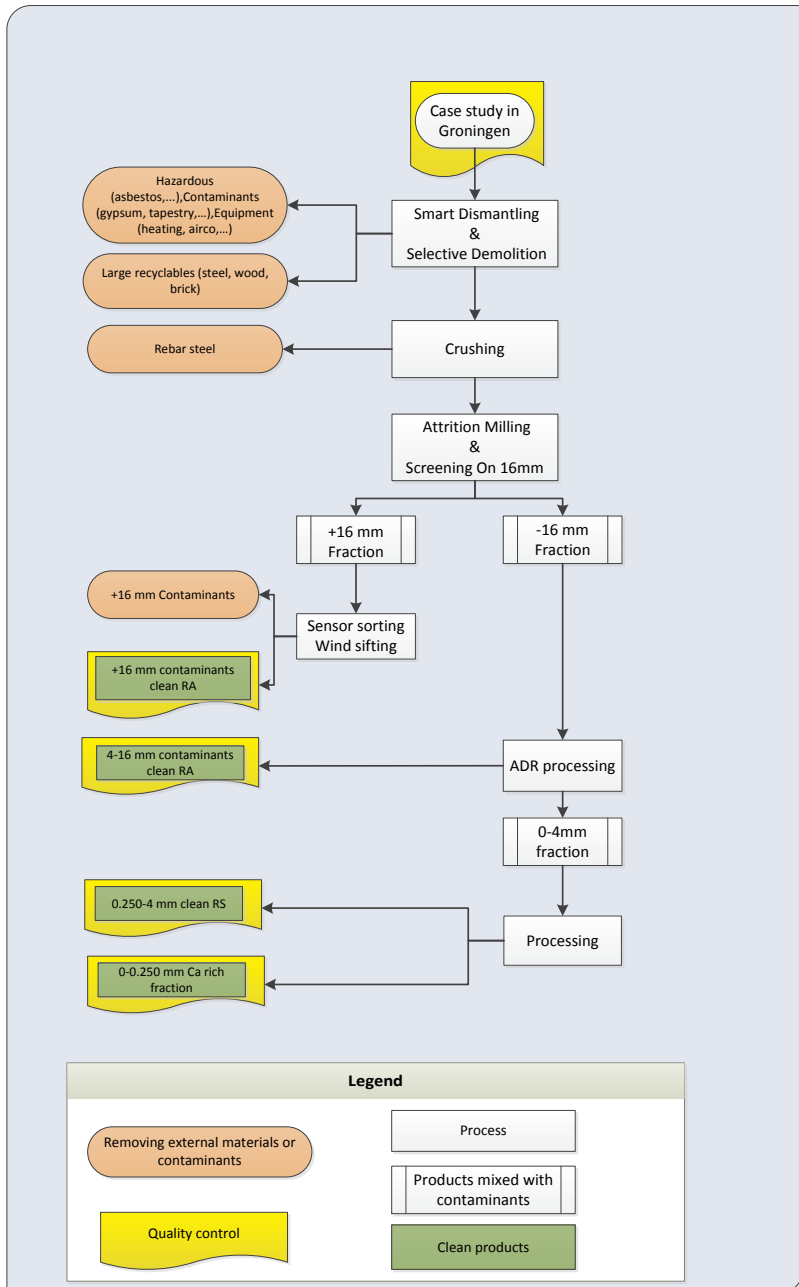 Case study in
Groningen
Hazardous
(asbestos,...),Contaminants
(gypsum, tapestry,...),Equipment
(heating, airco,...)
Smart Dismantling
&
Selective Demolition
Large recyclables (steel, wood,
brick)
Rebar steel
Crushing
Attrition Milling
&
Screening On 16mm
+16 mm
Fraction
-16 mm
Fraction
+16 mm Contaminants
Sensor sorting
Wind sifting
+16 mm contaminants
clean RA
4-16 mm contaminants
clean RA
ADR processing
0-4mm
fraction
0.250-4 mm clean RS
Processing
0-0.250 mm Ca rich
fraction
Legend
Removing external materials or
contaminants
Process
Products mixed with
contaminants
Quality control
Clean products